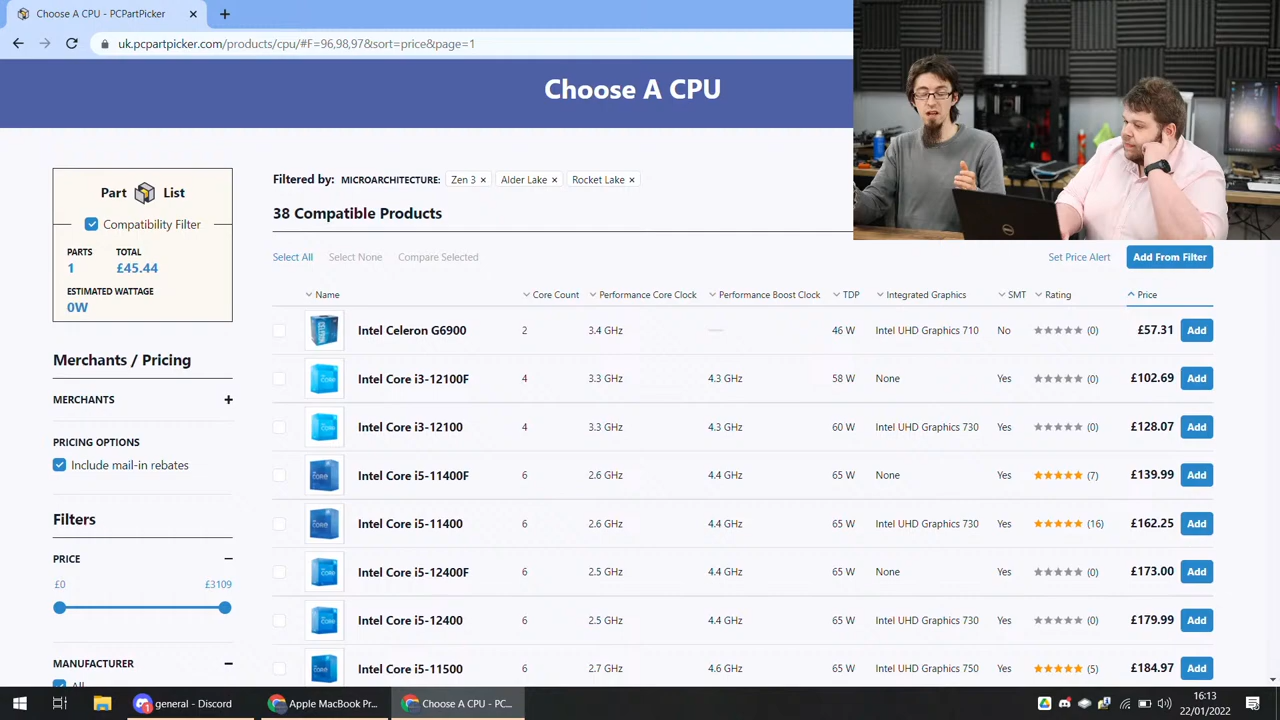 Choose A CPU - PCPartPicker
uk.pcpartpicker.com/products/cpu/#F=96,98,97&sort=price&page=1
Choose A CPU
Part List
Compatibility Filter
PARTS TOTAL
1 £45.44
ESTIMATED WATTAGE
0W
Merchants / Pricing
MERCHANTS
PRICING OPTIONS
Include mail-in rebates
Filters
PRICE
£0 £3109
MANUFACTURER
All
Filtered by: MICROARCHITECTURE: Zen 3 × Alder Lake × Rocket Lake ×
38 Compatible Products
Select All Select None Compare Selected Set Price Alert Add From Filter
Name Core Count Performance Core Clock Performance Boost Clock TDP Integrated Graphics SMT Rating Price
Intel Celeron G6900 2 3.4 GHz 46 W Intel UHD Graphics 710 No (0) £57.31 Add
Intel Core i3-12100F 4 3.3 GHz 4.3 GHz 58 W None Yes (0) £102.69 Add
Intel Core i3-12100 4 3.3 GHz 4.3 GHz 60 W Intel UHD Graphics 730 Yes (0) £128.07 Add
Intel Core i5-11400F 6 2.6 GHz 4.4 GHz 65 W None Yes (7) £139.99 Add
Intel Core i5-11400 6 2.6 GHz 4.4 GHz 65 W Intel UHD Graphics 730 Yes (16) £162.25 Add
Intel Core i5-12400F 6 2.5 GHz 4.4 GHz 65 W None Yes (0) £173.00 Add
Intel Core i5-12400 6 2.5 GHz 4.4 GHz 65 W Intel UHD Graphics 730 Yes (0) £179.99 Add
Intel Core i5-11500 6 2.7 GHz 4.6 GHz 65 W Intel UHD Graphics 750 Yes (5) £184.97 Add
general - Discord Apple MacBook P Choose A CPU - PC... 16:13
22/01/2022